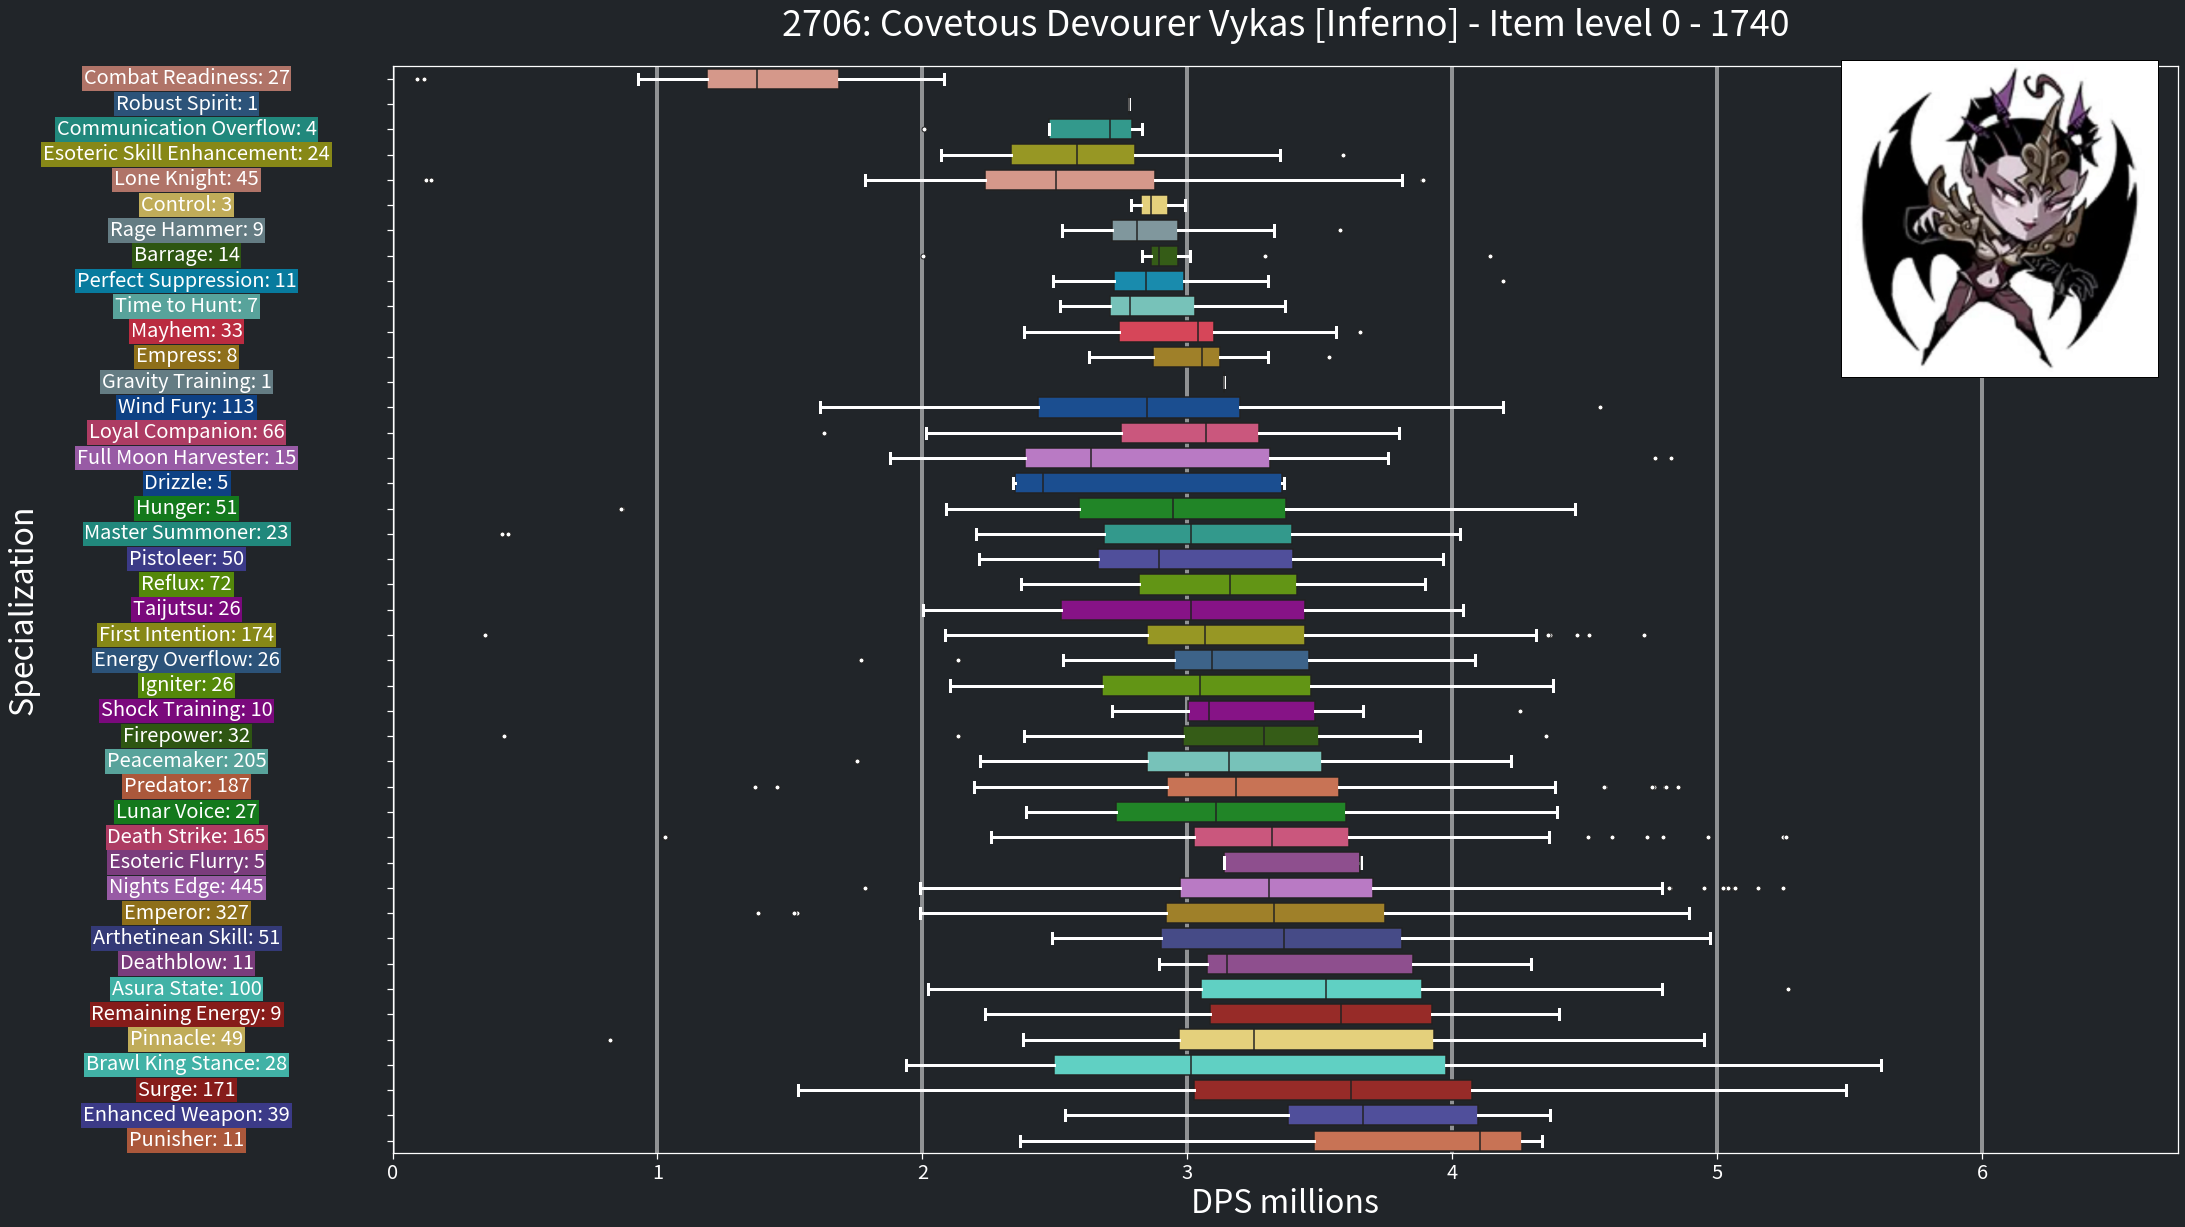 2706: Covetous Devourer Vykas [Inferno] - Item level 0 - 1740
Combat Readiness: 27
Robust Spirit: 1
Communication Overflow: 4
Esoteric Skill Enhancement: 24
Lone Knight: 45
Control: 3
Rage Hammer: 9
Barrage: 14
Perfect Suppression: 11
Time to Hunt: 7
Mayhem: 33
Empress: 8
Gravity Training: 1
Wind Fury: 113
Loyal Companion: 66
Full Moon Harvester: 15
Drizzle: 5
Hunger: 51
Master Summoner: 23
Pistoleer: 50
Reflux: 72
Taijutsu: 26
First Intention: 174
Energy Overflow: 26
Igniter: 26
Shock Training: 10
Firepower: 32
Peacemaker: 205
Predator: 187
Lunar Voice: 27
Death Strike: 165
Esoteric Flurry: 5
Nights Edge: 445
Emperor: 327
Arthetinean Skill: 51
Deathblow: 11
Asura State: 100
Remaining Energy: 9
Pinnacle: 49
Brawl King Stance: 28
Surge: 171
Enhanced Weapon: 39
Punisher: 11
Specialization
0 1 2 3 4 5 6
DPS millions